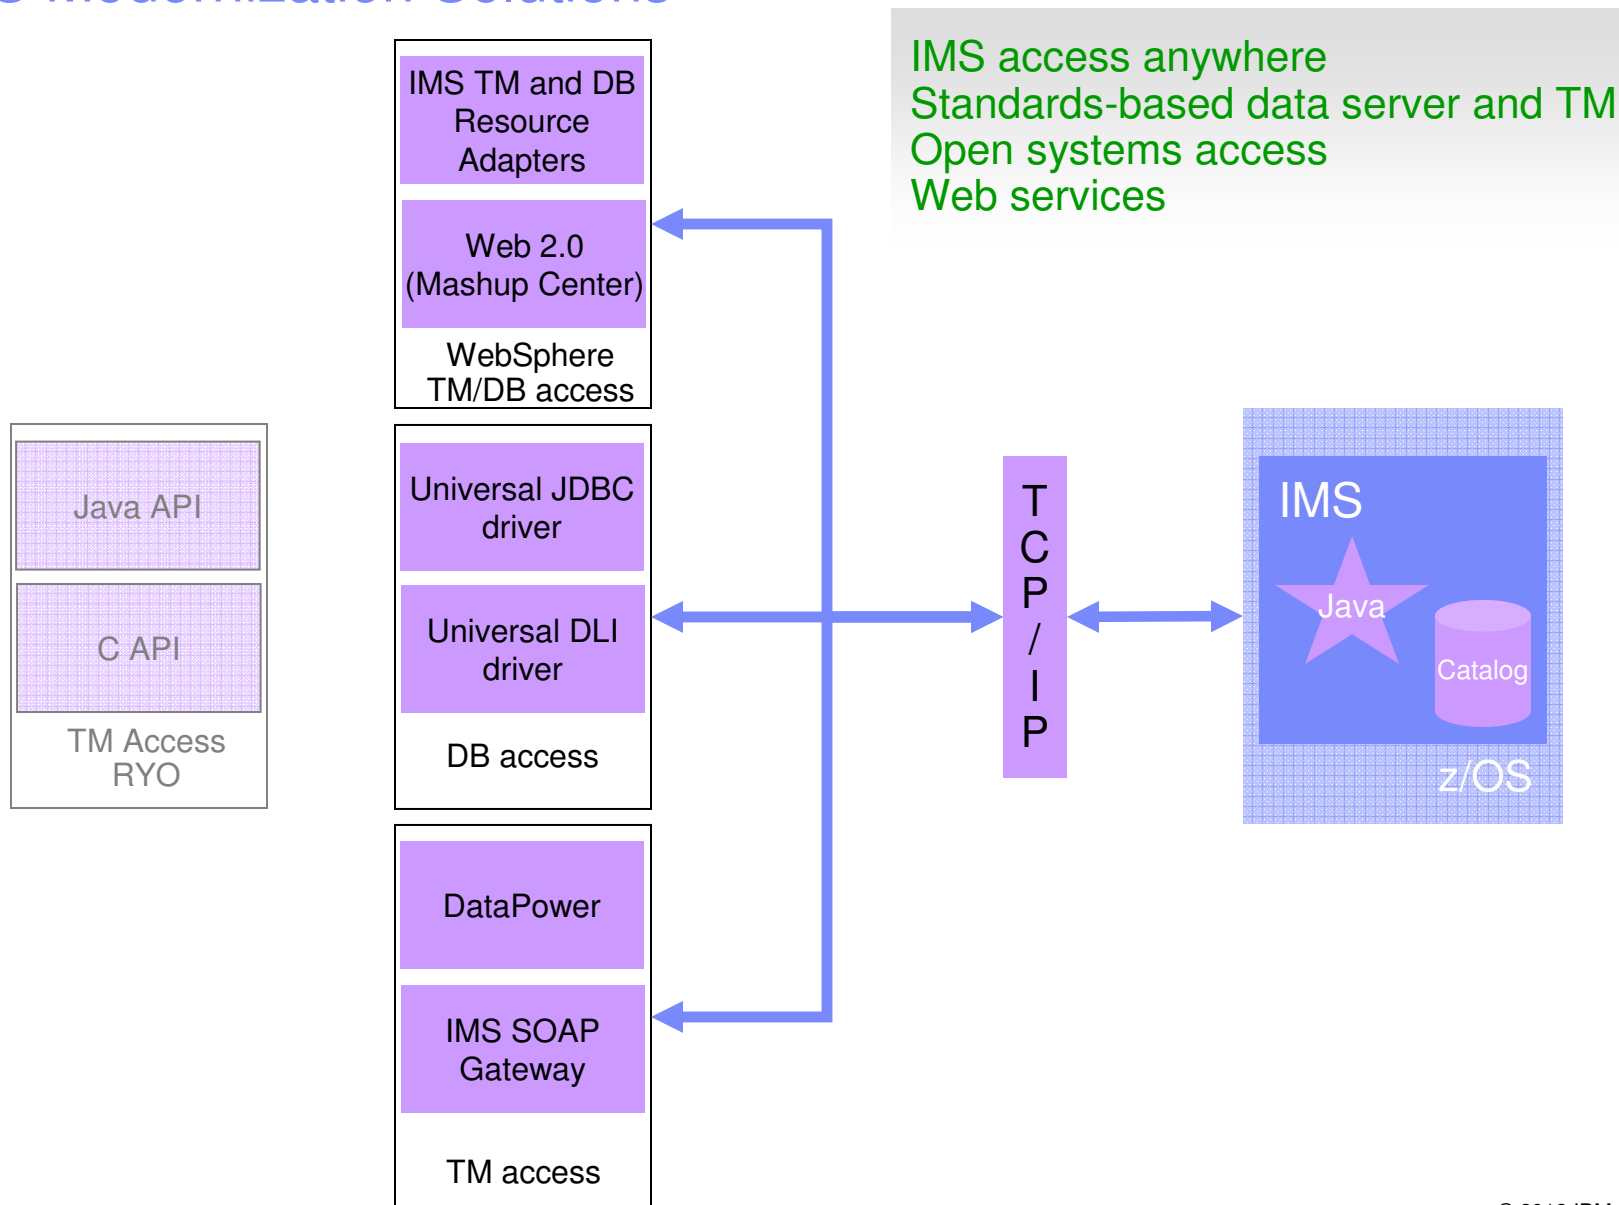 Modernization Solutions
IMS access anywhere
Standards-based data server and TM
Open systems access
Web services
IMS TM and DB
Resource
Adapters
Web 2.0
(Mashup Center)
WebSphere
TM/DB access
Java API
C API
TM Access
RYO
Universal JDBC
driver
Universal DLI
driver
DB access
DataPower
IMS SOAP
Gateway
TM access
T
C
P
/
I
P
IMS
Java
Catalog
z/OS